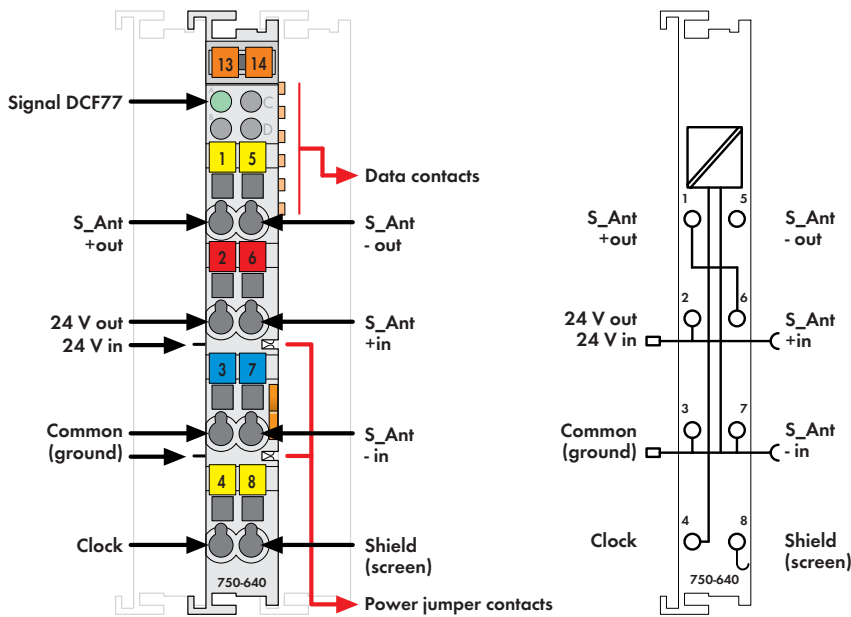 13 14
Signal DCF77
A C
B D
1 5
Data contacts
S_Ant
+out
S_Ant
- out
2 6
24 V out
24 V in
S_Ant
+in
3 7
Common
(ground)
S_Ant
- in
4 8
Clock
Shield
(screen)
750-640
Power jumper contacts
1 5
S_Ant
+out
S_Ant
- out
2 6
24 V out
24 V in
S_Ant
+in
3 7
Common
(ground)
S_Ant
- in
4 8
Clock
Shield
(screen)
750-640